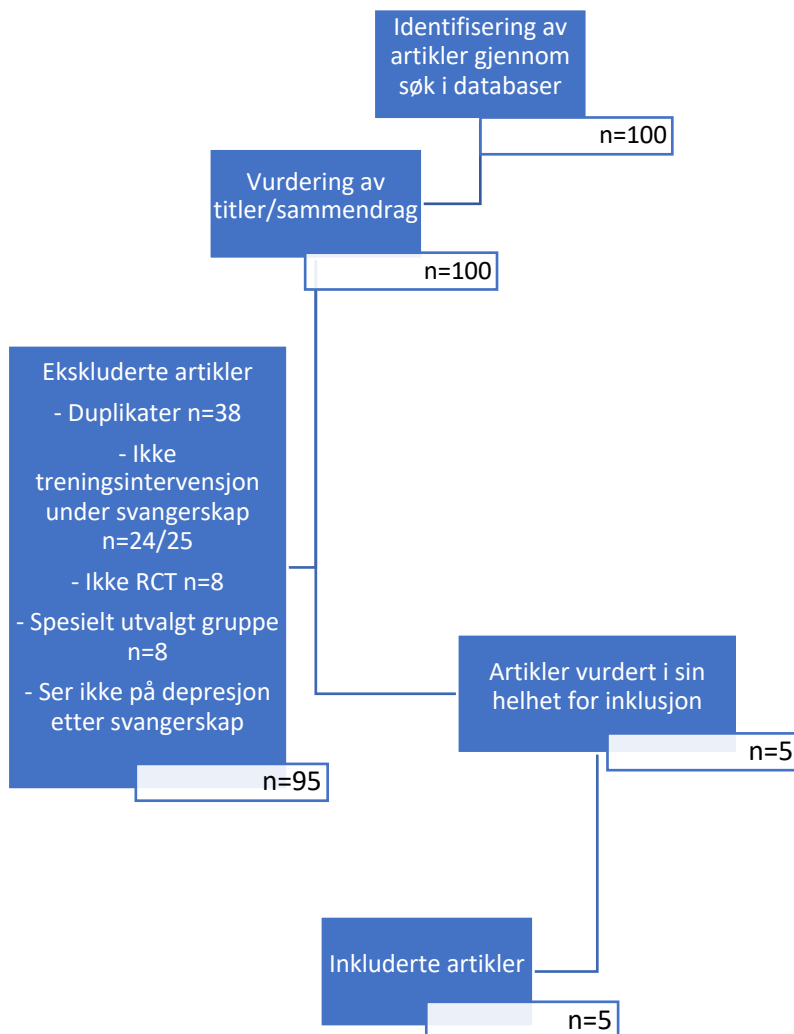 Identifisering av
artikler gjennom
søk i databaser
n=100
Vurdering av
titler/sammendrag
n=100
Ekskluderte artikler
- Duplikater n=38
- Ikke
treningsintervensjon
under svangerskap
n=24/25
- Ikke RCT n=8
- Spesielt utvalgt gruppe
n=8
- Ser ikke på depresjon
etter svangerskap
n=95
Artikler vurdert i sin
helhet for inklusjon
n=5
Inkluderte artikler
n=5